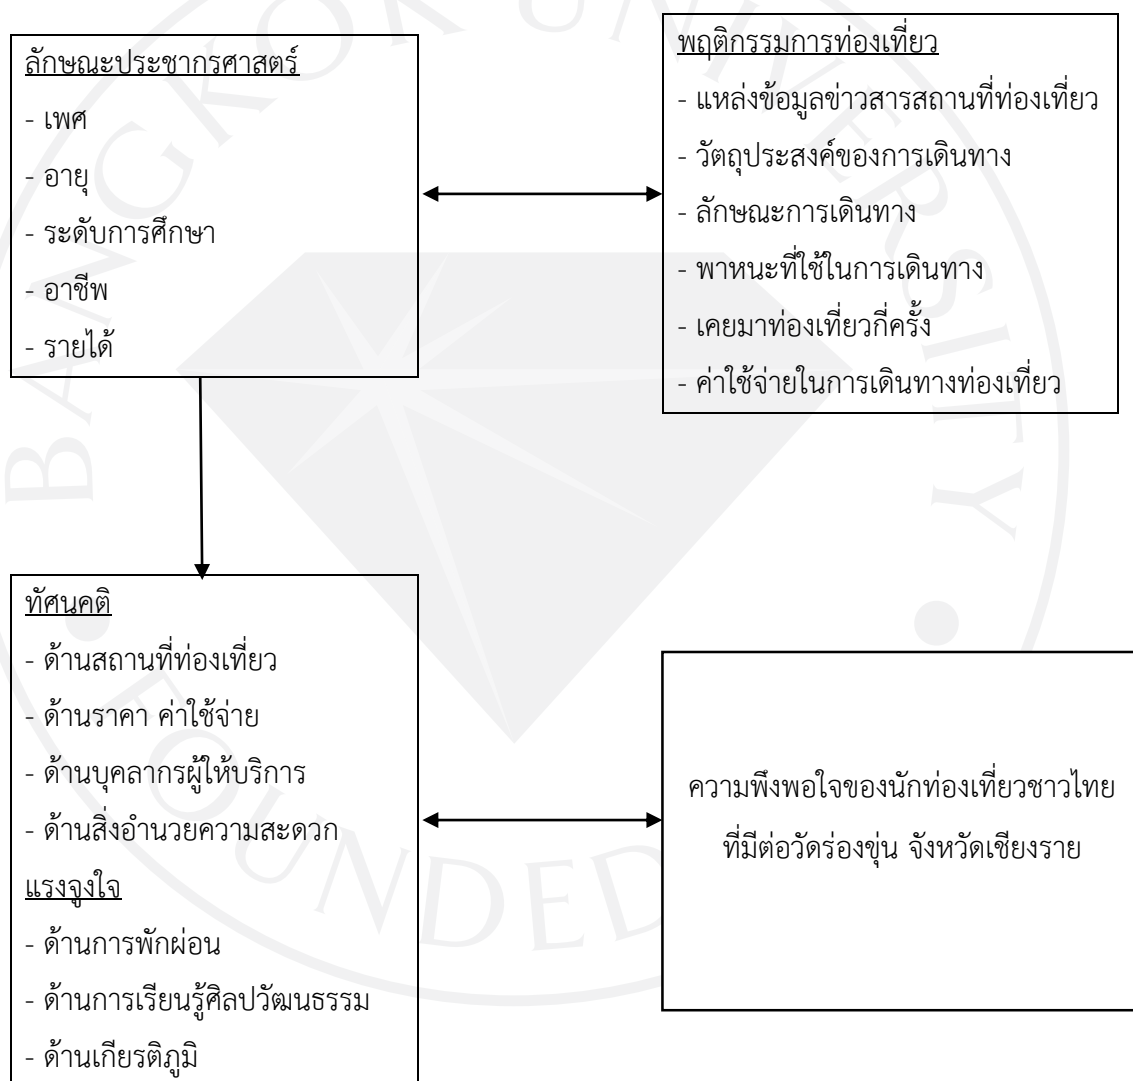 ลักษณะประชากรศาสตร์
- เพศ
- อายุ
- ระดับการศึกษา
- อาชีพ
- รายได้
พฤติกรรมการท่องเที่ยว
- แหล่งข้อมูลข่าวสารสถานที่ท่องเที่ยว
- วัตถุประสงค์ของการเดินทาง
- ลักษณะการเดินทาง
- พาหนะที่ใช้ในการเดินทาง
- เคยมาท่องเที่ยวกี่ครั้ง
- ค่าใช้จ่ายในการเดินทางท่องเที่ยว
ทัศนคติ
- ด้านสถานที่ท่องเที่ยว
- ด้านราคา ค่าใช้จ่าย
- ด้านบุคลากรผู้ให้บริการ
- ด้านสิ่งอำนวยความสะดวก
แรงจูงใจ
- ด้านการพักผ่อน
- ด้านการเรียนรู้ศิลปวัฒนธรรม
- ด้านเกียรติภูมิ
ความพึงพอใจของนักท่องเที่ยวชาวไทย
ที่มีต่อวัดร่องขุ่น จังหวัดเชียงราย
BANGKOK UNIVERSITY
FOUNDED